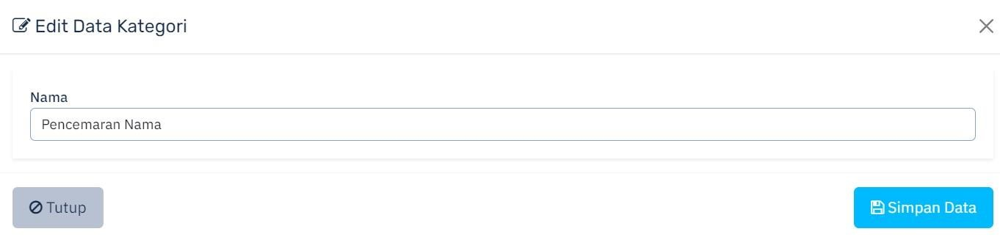 Edit Data Kategori
Nama
Pencemaran Nama
Tutup
Simpan Data